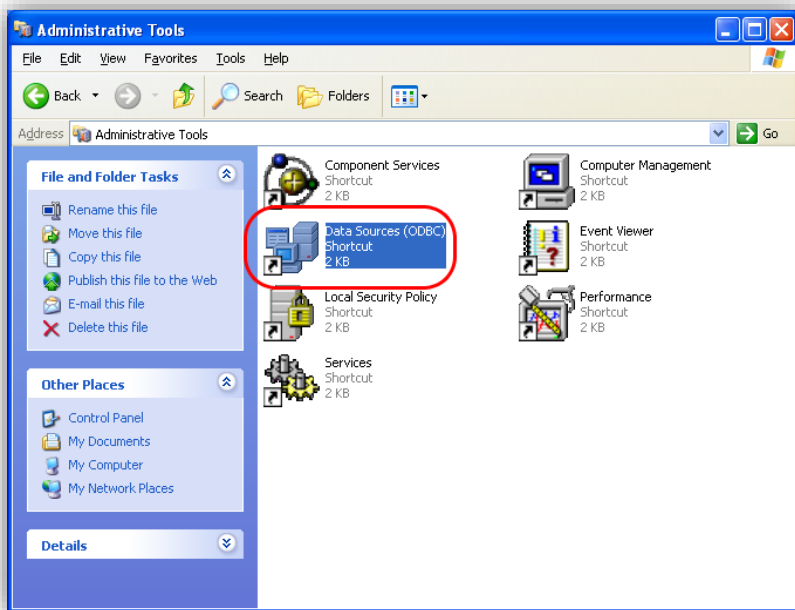 Administrative Tools
File Edit View Favorites Tools Help
Back Search Folders
Address Administrative Tools Go
File and Folder Tasks
Rename this file
Move this file
Copy this file
Publish this file to the Web
E-mail this file
Delete this file
Other Places
Control Panel
My Documents
My Computer
My Network Places
Details
Component Services
Shortcut
2 KB
Computer Management
Shortcut
2 KB
Data Sources (ODBC)
Shortcut
2 KB
Event Viewer
Shortcut
2 KB
Local Security Policy
Shortcut
2 KB
Performance
Shortcut
2 KB
Services
Shortcut
2 KB